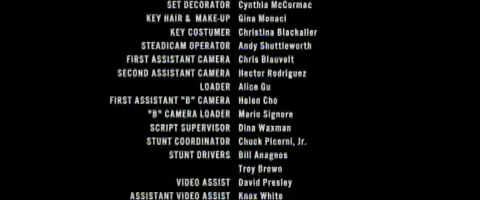 SET DECORATOR Cynthia McCormac
KEY HAIR & MAKE-UP Gina Monaci
KEY COSTUMER Christina Blackaller
STEADICAM OPERATOR Andy Shuttleworth
FIRST ASSISTANT CAMERA Chris Blauvelt
SECOND ASSISTANT CAMERA Hector Rodriguez
LOADER Alice Gu
FIRST ASSISTANT "B" CAMERA Helen Cho
"B" CAMERA LOADER Mario Signore
SCRIPT SUPERVISOR Dina Waxman
STUNT COORDINATOR Chuck Picerni, Jr.
STUNT DRIVERS Bill Anagnos
Troy Brown
VIDEO ASSIST David Presley
ASSISTANT VIDEO ASSIST Knox White